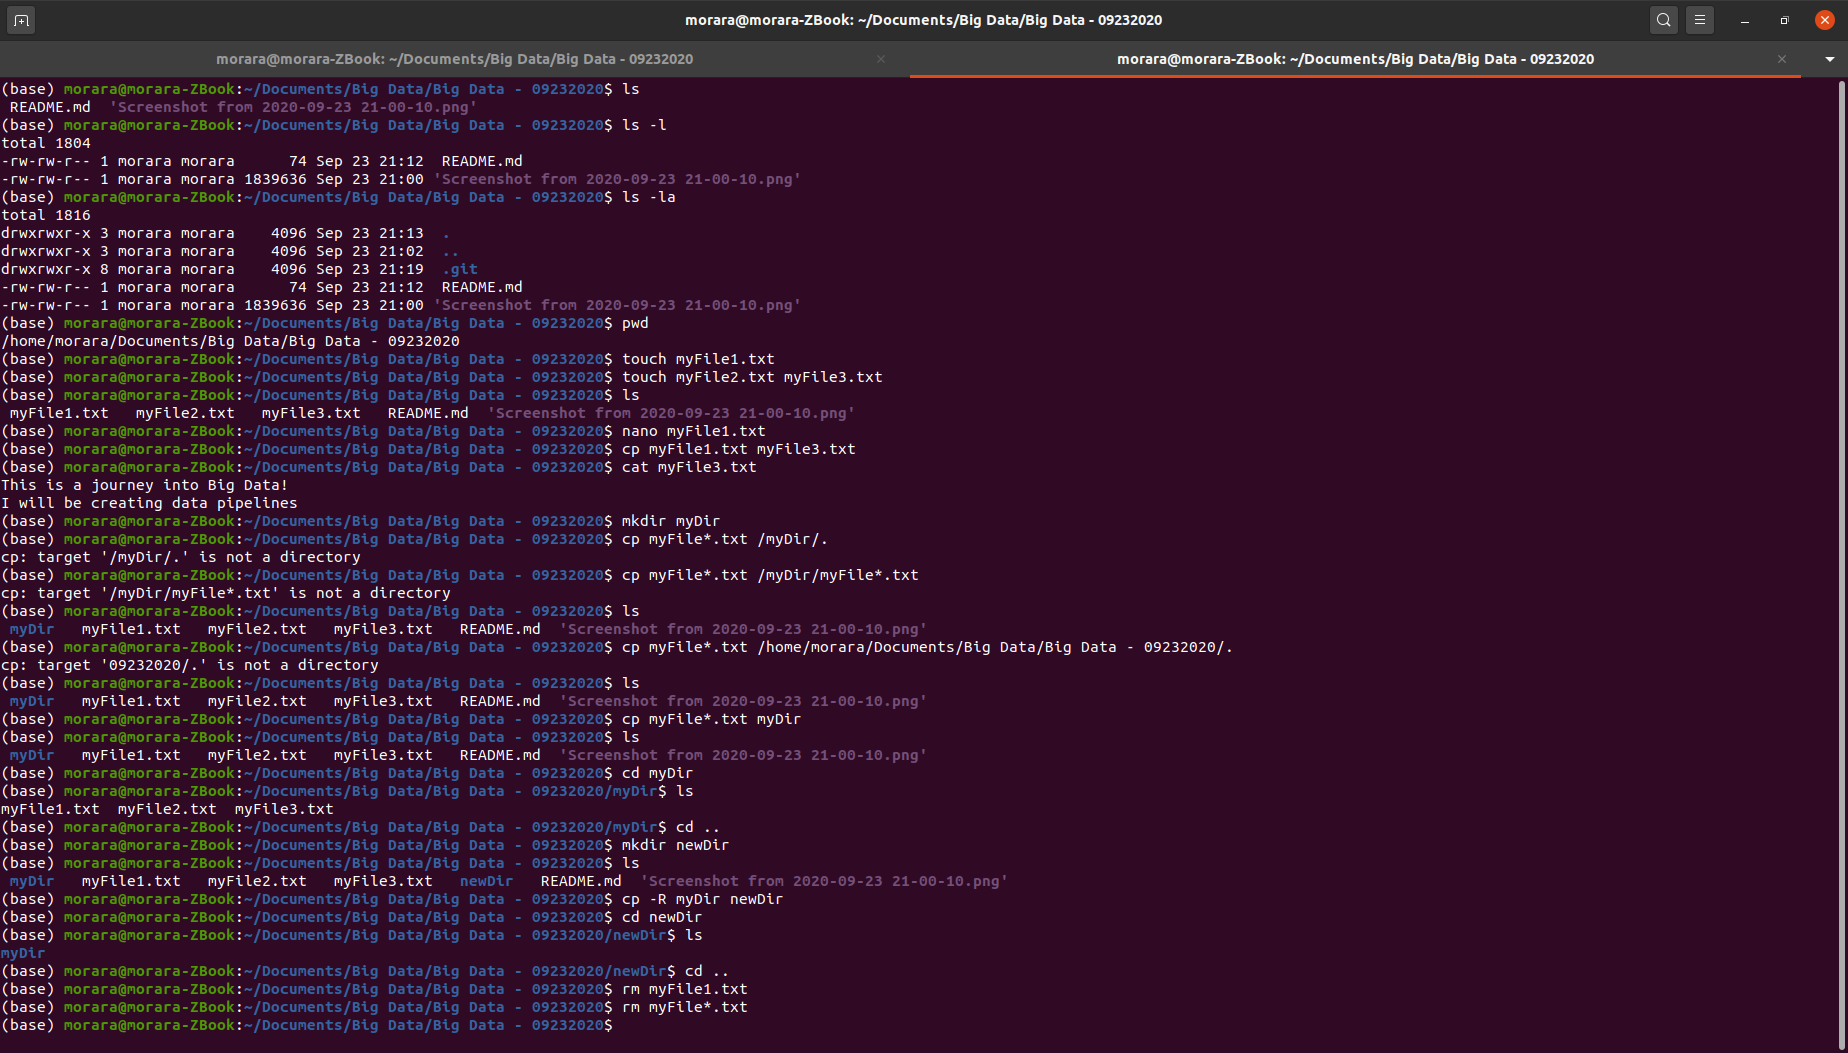 morara@morara-ZBook: ~/Documents/Big Data/Big Data - 09232020
morara@morara-ZBook: ~/Documents/Big Data/Big Data - 09232020
morara@morara-ZBook: ~/Documents/Big Data/Big Data - 09232020
(base) morara@morara-ZBook:~/Documents/Big Data/Big Data - 09232020$ ls
 README.md  'Screenshot from 2020-09-23 21-00-10.png'
(base) morara@morara-ZBook:~/Documents/Big Data/Big Data - 09232020$ ls -l
total 1804
-rw-rw-r-- 1 morara morara      74 Sep 23 21:12  README.md
-rw-rw-r-- 1 morara morara 1839636 Sep 23 21:00 'Screenshot from 2020-09-23 21-00-10.png'
(base) morara@morara-ZBook:~/Documents/Big Data/Big Data - 09232020$ ls -la
total 1816
drwxrwxr-x 3 morara morara    4096 Sep 23 21:13  .
drwxrwxr-x 3 morara morara    4096 Sep 23 21:02  ..
drwxrwxr-x 8 morara morara    4096 Sep 23 21:19  .git
-rw-rw-r-- 1 morara morara      74 Sep 23 21:12  README.md
-rw-rw-r-- 1 morara morara 1839636 Sep 23 21:00 'Screenshot from 2020-09-23 21-00-10.png'
(base) morara@morara-ZBook:~/Documents/Big Data/Big Data - 09232020$ pwd
/home/morara/Documents/Big Data/Big Data - 09232020
(base) morara@morara-ZBook:~/Documents/Big Data/Big Data - 09232020$ touch myFile1.txt
(base) morara@morara-ZBook:~/Documents/Big Data/Big Data - 09232020$ touch myFile2.txt myFile3.txt
(base) morara@morara-ZBook:~/Documents/Big Data/Big Data - 09232020$ ls
 myFile1.txt   myFile2.txt   myFile3.txt   README.md  'Screenshot from 2020-09-23 21-00-10.png'
(base) morara@morara-ZBook:~/Documents/Big Data/Big Data - 09232020$ nano myFile1.txt
(base) morara@morara-ZBook:~/Documents/Big Data/Big Data - 09232020$ cp myFile1.txt myFile3.txt
(base) morara@morara-ZBook:~/Documents/Big Data/Big Data - 09232020$ cat myFile3.txt
This is a journey into Big Data!
I will be creating data pipelines
(base) morara@morara-ZBook:~/Documents/Big Data/Big Data - 09232020$ mkdir myDir
(base) morara@morara-ZBook:~/Documents/Big Data/Big Data - 09232020$ cp myFile*.txt /myDir/.
cp: target '/myDir/.' is not a directory
(base) morara@morara-ZBook:~/Documents/Big Data/Big Data - 09232020$ cp myFile*.txt /myDir/myFile*.txt
cp: target '/myDir/myFile*.txt' is not a directory
(base) morara@morara-ZBook:~/Documents/Big Data/Big Data - 09232020$ ls
 myDir   myFile1.txt   myFile2.txt   myFile3.txt   README.md  'Screenshot from 2020-09-23 21-00-10.png'
(base) morara@morara-ZBook:~/Documents/Big Data/Big Data - 09232020$ cp myFile*.txt /home/morara/Documents/Big Data/Big Data - 09232020/.
cp: target '09232020/.' is not a directory
(base) morara@morara-ZBook:~/Documents/Big Data/Big Data - 09232020$ ls
 myDir   myFile1.txt   myFile2.txt   myFile3.txt   README.md  'Screenshot from 2020-09-23 21-00-10.png'
(base) morara@morara-ZBook:~/Documents/Big Data/Big Data - 09232020$ cp myFile*.txt myDir
(base) morara@morara-ZBook:~/Documents/Big Data/Big Data - 09232020$ ls
 myDir   myFile1.txt   myFile2.txt   myFile3.txt   README.md  'Screenshot from 2020-09-23 21-00-10.png'
(base) morara@morara-ZBook:~/Documents/Big Data/Big Data - 09232020$ cd myDir
(base) morara@morara-ZBook:~/Documents/Big Data/Big Data - 09232020/myDir$ ls
myFile1.txt  myFile2.txt  myFile3.txt
(base) morara@morara-ZBook:~/Documents/Big Data/Big Data - 09232020/myDir$ cd ..
(base) morara@morara-ZBook:~/Documents/Big Data/Big Data - 09232020$ mkdir newDir
(base) morara@morara-ZBook:~/Documents/Big Data/Big Data - 09232020$ ls
 myDir   myFile1.txt   myFile2.txt   myFile3.txt   newDir   README.md  'Screenshot from 2020-09-23 21-00-10.png'
(base) morara@morara-ZBook:~/Documents/Big Data/Big Data - 09232020$ cp -R myDir newDir
(base) morara@morara-ZBook:~/Documents/Big Data/Big Data - 09232020$ cd newDir
(base) morara@morara-ZBook:~/Documents/Big Data/Big Data - 09232020/newDir$ ls
myDir
(base) morara@morara-ZBook:~/Documents/Big Data/Big Data - 09232020/newDir$ cd ..
(base) morara@morara-ZBook:~/Documents/Big Data/Big Data - 09232020$ rm myFile1.txt
(base) morara@morara-ZBook:~/Documents/Big Data/Big Data - 09232020$ rm myFile*.txt
(base) morara@morara-ZBook:~/Documents/Big Data/Big Data - 09232020$